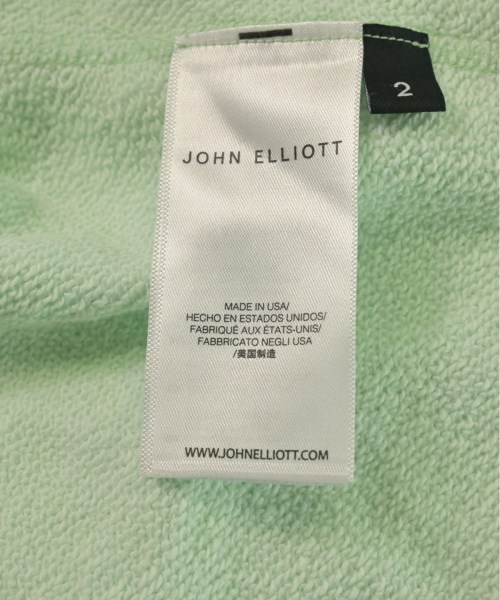 2
JOHN ELLIOTT
MADE IN USA/
HECHO EN ESTADOS UNIDOS/
FABRIQUÉ AUX ÉTATS-UNIS/
FABBRICATO NEGLI USA
/美国制造
WWW.JOHNELLIOTT.COM